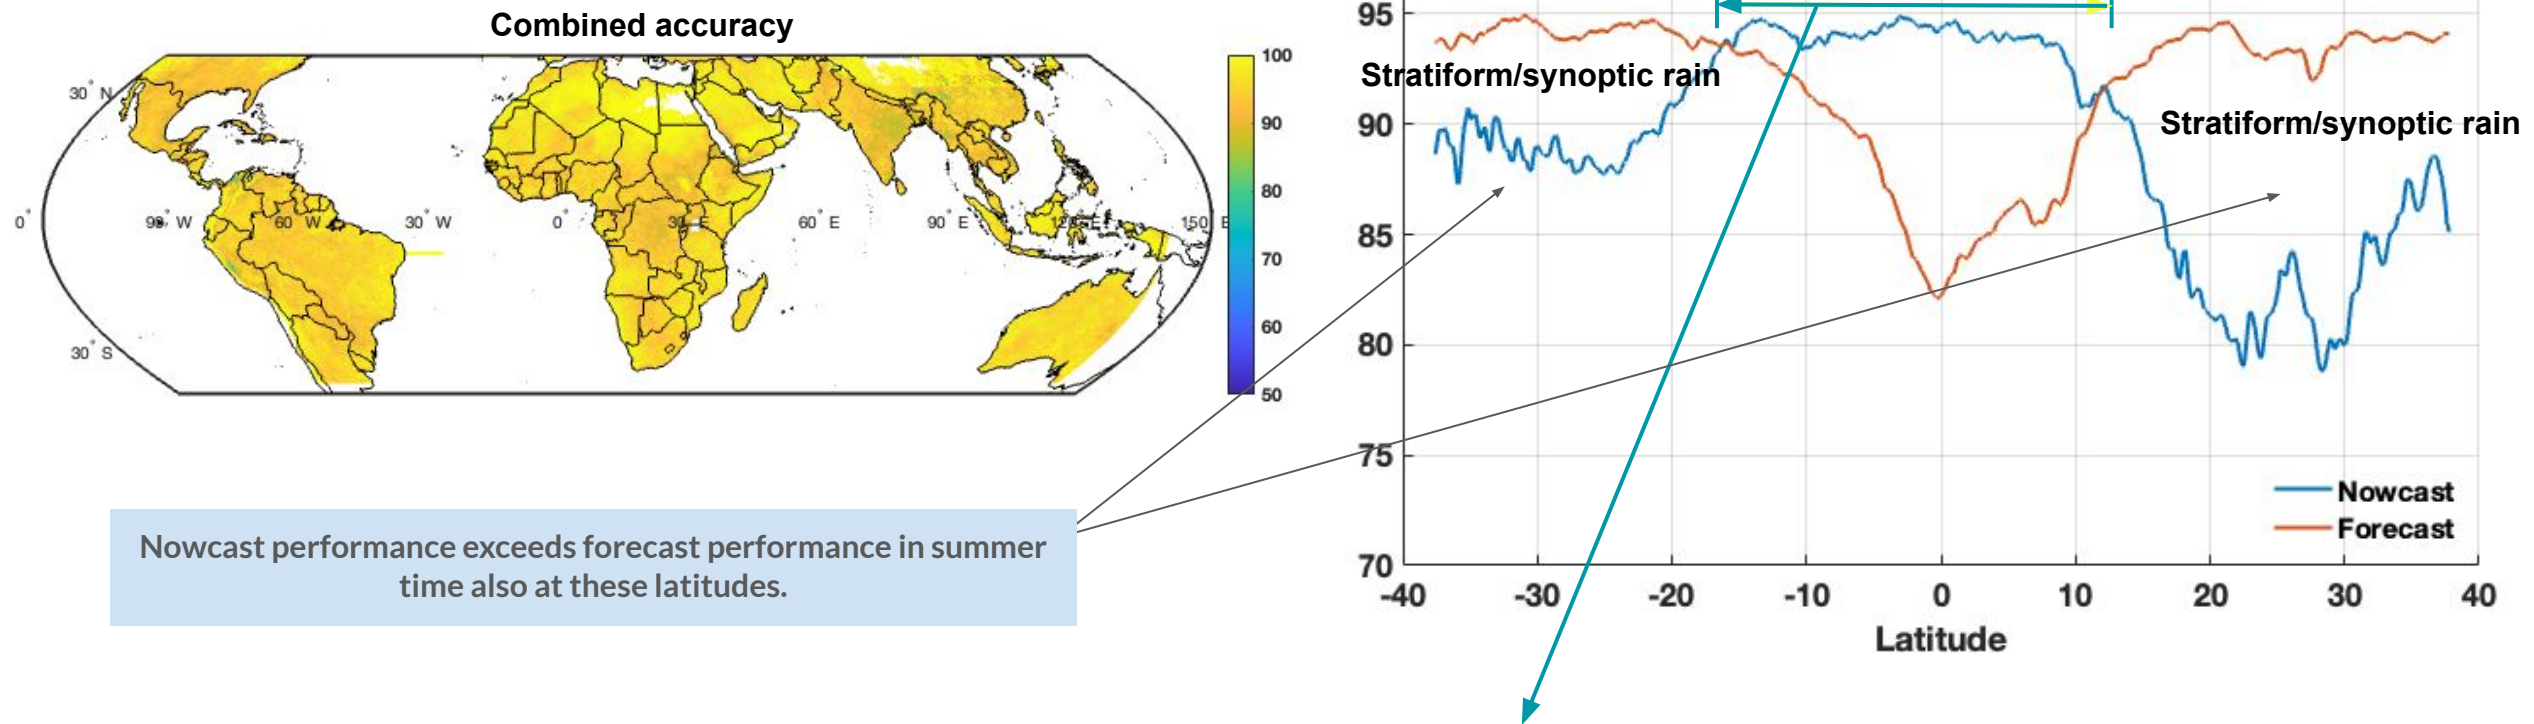 Combined accuracy
100
90
80
70
60
50
30° N
0°
90° W
60° W
30° W
0°
30° E
60° E
90° E
120° E
150° E
30° S
Nowcast performance exceeds forecast performance in summer
time also at these latitudes.
95
90
85
80
75
70
Stratiform/synoptic rain
Stratiform/synoptic rain
Nowcast
Forecast
-40 -30 -20 -10 0 10 20 30 40
Latitude